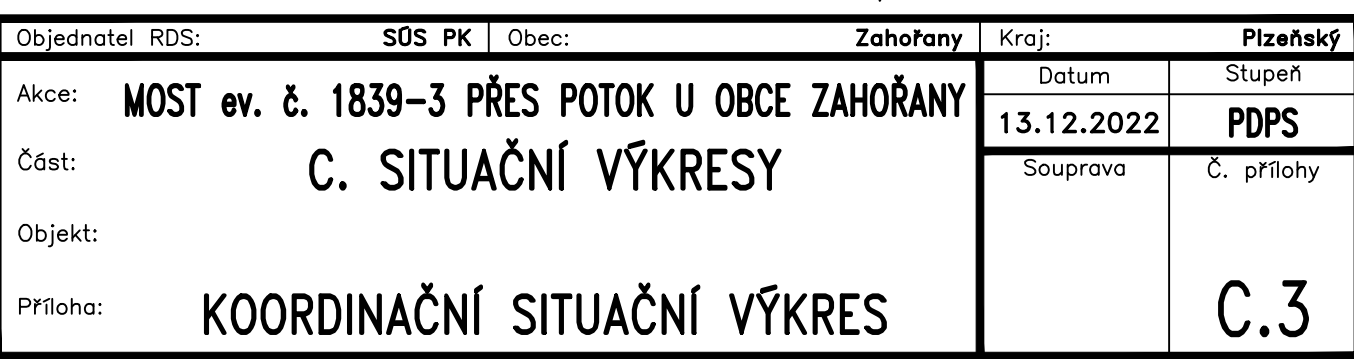 Objednatel RDS: SÚS PK Obec: Zahořany Kraj: Plzeňský
Akce: MOST ev. č. 1839-3 PŘES POTOK U OBCE ZAHOŘANY
Datum Stupeň
13.12.2022 PDPS
Část: C. SITUAČNÍ VÝKRESY
Souprava Č. přílohy
Objekt:
Příloha: KOORDINAČNÍ SITUAČNÍ VÝKRES
C.3